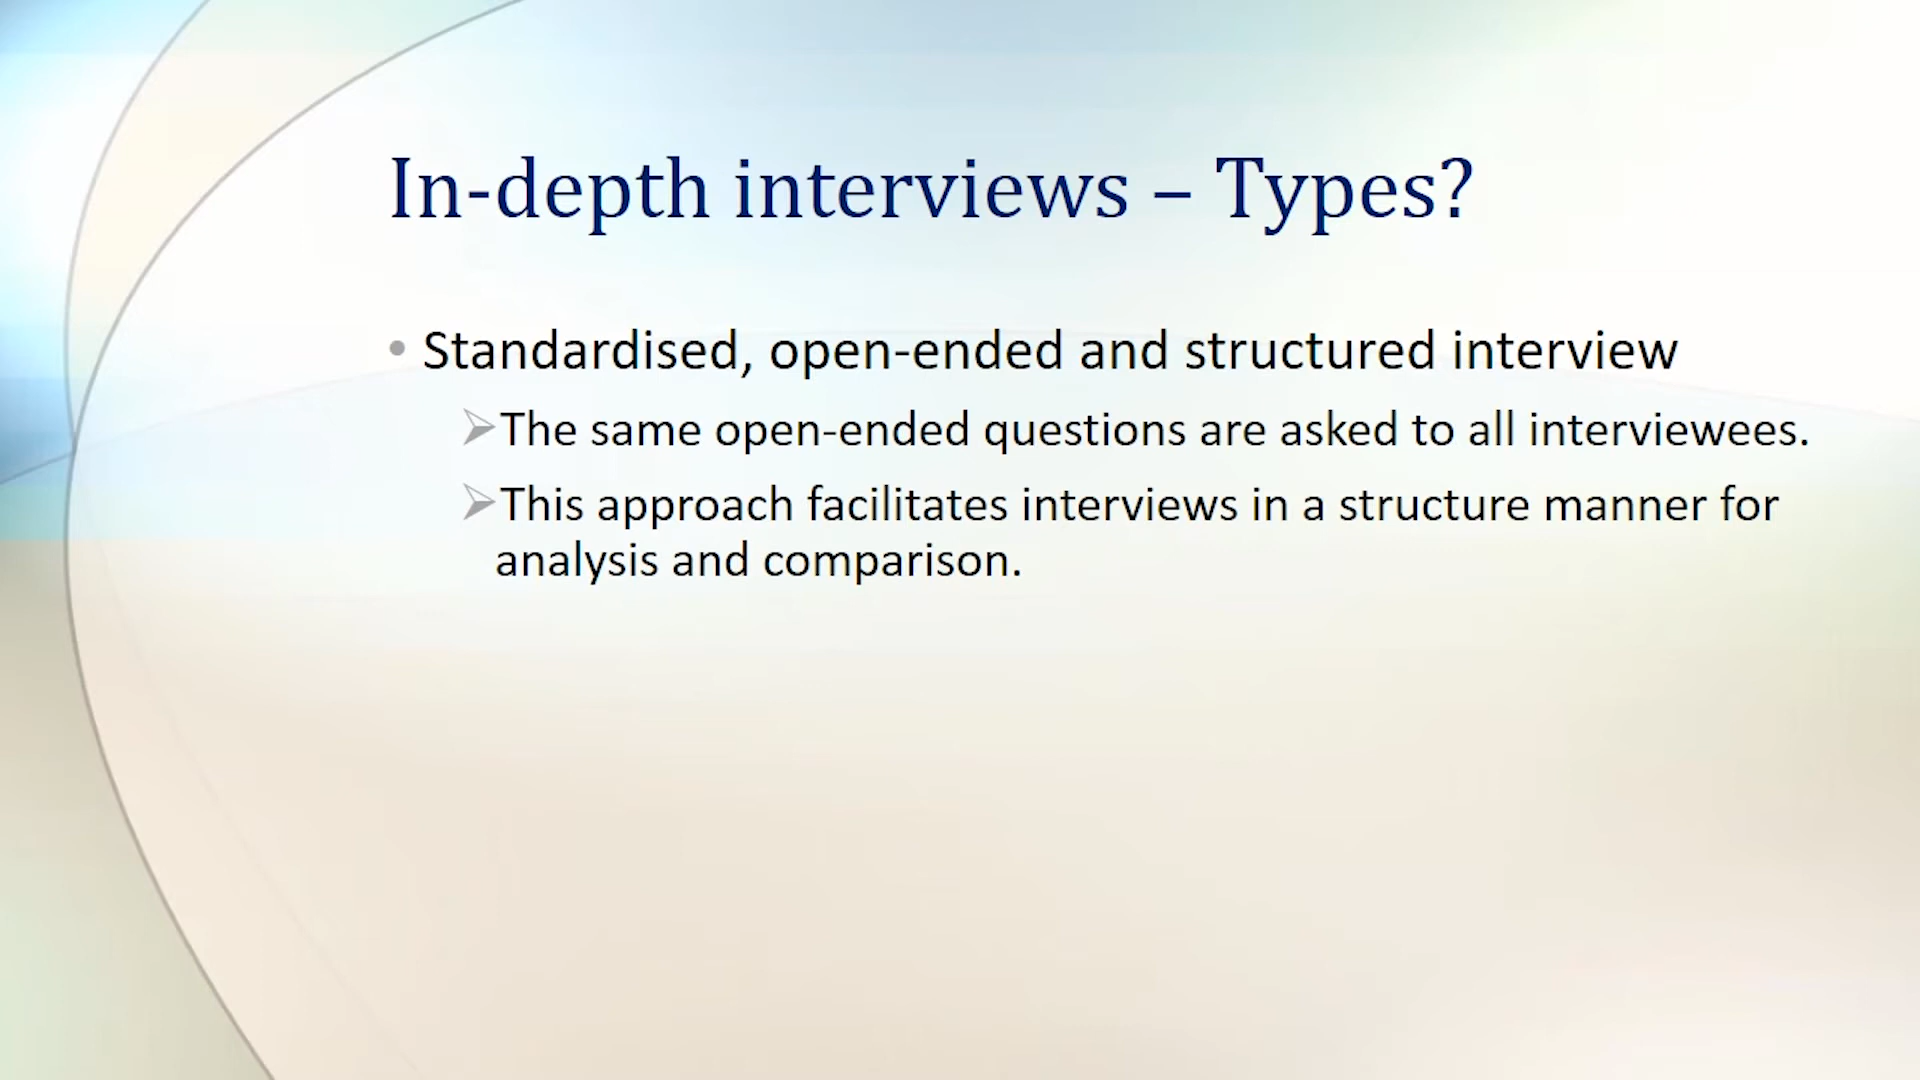 In-depth interviews – Types?
• Standardised, open-ended and structured interview
➢The same open-ended questions are asked to all interviewees.
➢This approach facilitates interviews in a structure manner for
analysis and comparison.